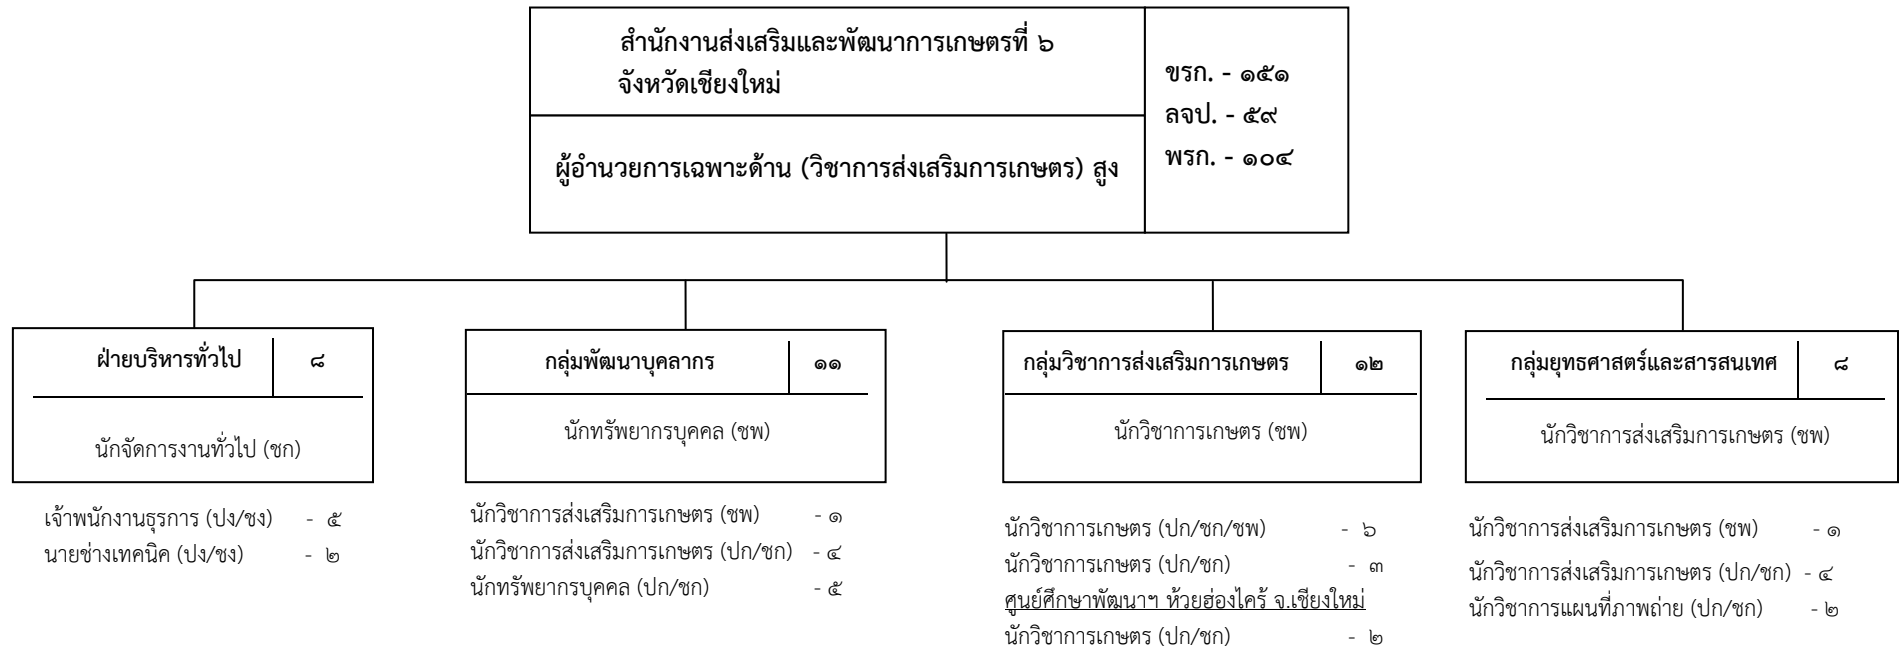 สำนักงานส่งเสริมและพัฒนาการเกษตรที่ ๖
จังหวัดเชียงใหม่
ผู้อำนวยการเฉพาะด้าน (วิชาการส่งเสริมการเกษตร) สูง
ขรก. - ๑๕๑
ลจป. - ๕๙
พรก. - ๑๐๔
ฝ่ายบริหารทั่วไป ๘
นักจัดการงานทั่วไป (ชก)
เจ้าพนักงานธุรการ (ปง/ชง) - ๕
นายช่างเทคนิค (ปง/ชง) - ๒
กลุ่มพัฒนาบุคลากร ๑๑
นักทรัพยากรบุคคล (ชพ)
นักวิชาการส่งเสริมการเกษตร (ชพ) - ๑
นักวิชาการส่งเสริมการเกษตร (ปก/ชก) - ๔
นักทรัพยากรบุคคล (ปก/ชก) - ๕
กลุ่มวิชาการส่งเสริมการเกษตร ๑๒
นักวิชาการเกษตร (ชพ)
นักวิชาการเกษตร (ปก/ชก/ชพ) - ๖
นักวิชาการเกษตร (ปก/ชก) - ๓
ศูนย์ศึกษาพัฒนาฯ ห้วยฮ่องไคร้ จ.เชียงใหม่
นักวิชาการเกษตร (ปก/ชก) - ๒
กลุ่มยุทธศาสตร์และสารสนเทศ ๘
นักวิชาการส่งเสริมการเกษตร (ชพ)
นักวิชาการส่งเสริมการเกษตร (ชพ) - ๑
นักวิชาการส่งเสริมการเกษตร (ปก/ชก) - ๔
นักวิชาการแผนที่ภาพถ่าย (ปก/ชก) - ๒